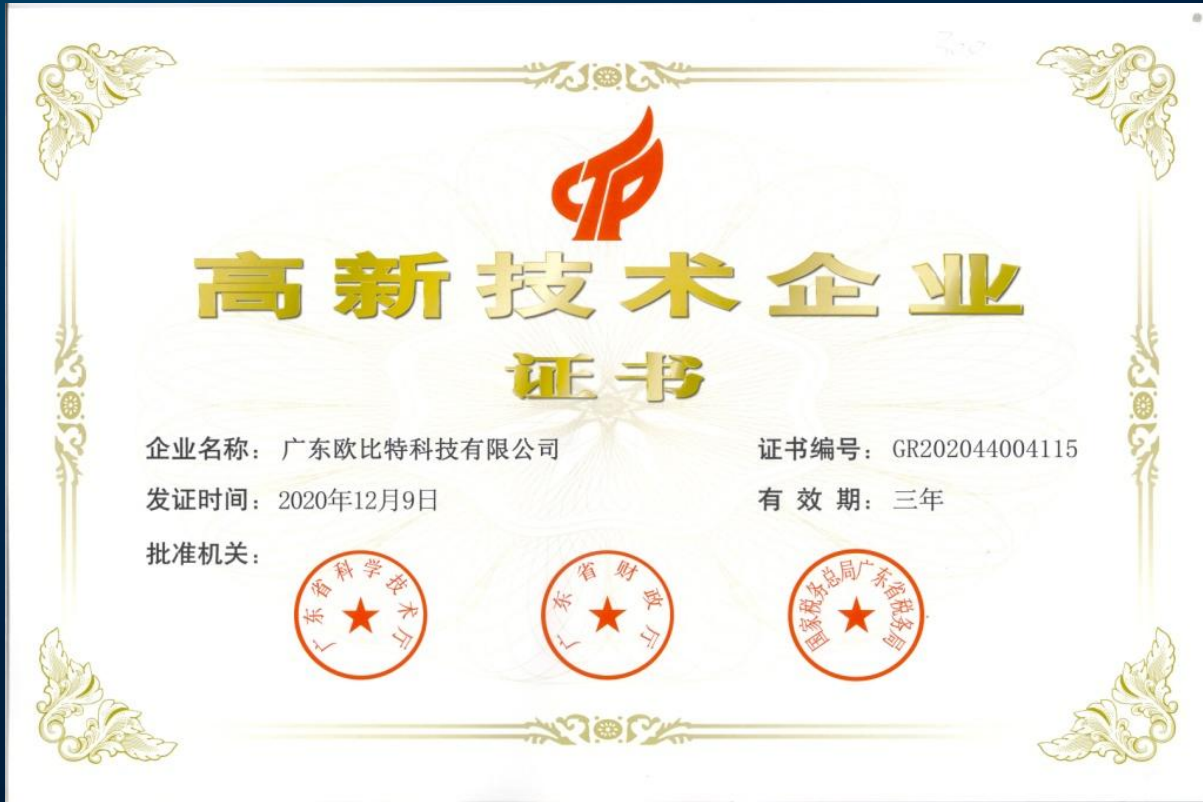 高新技术企业
证书
企业名称：广东欧比特科技有限公司
证书编号：GR202044004115
发证时间：2020年12月9日
有效期：三年
批准机关：
广东省科学技术厅
广东省财政厅
国家税务总局广东省税务局